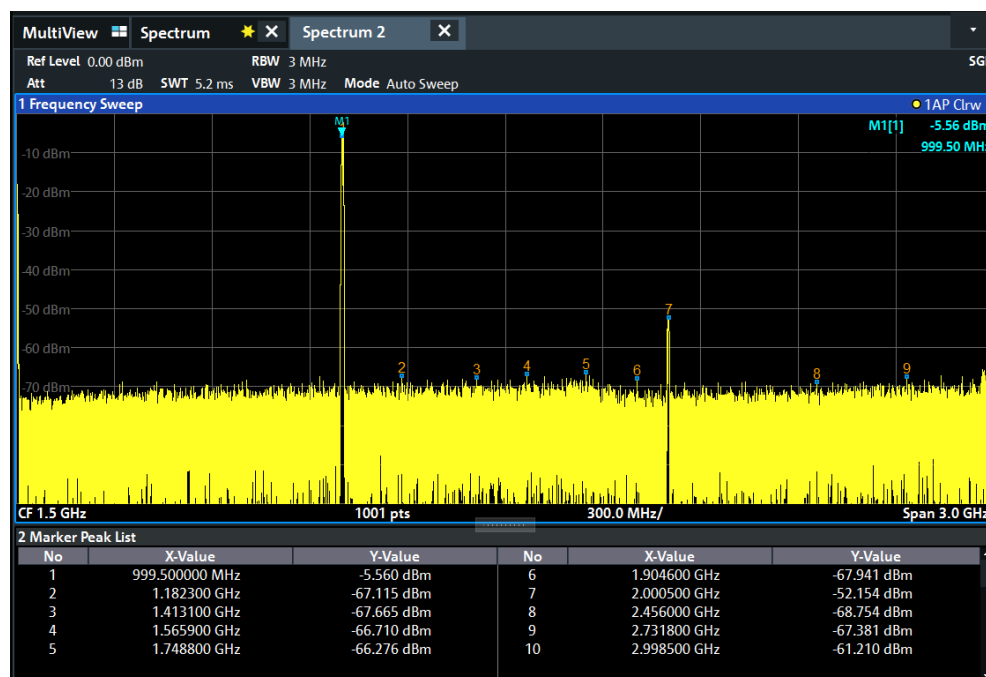 MultiView Spectrum Spectrum 2
Ref Level 0.00 dBm RBW 3 MHz SG
Att 13 dB SWT 5.2 ms VBW 3 MHz Mode Auto Sweep
1 Frequency Sweep 1AP Clrw
M1 M1[1] -5.56 dBm
999.50 MHz
-10 dBm
-20 dBm
-30 dBm
-40 dBm
-50 dBm
7
-60 dBm
2 3 4 5 6 8 9
-70 dBm
CF 1.5 GHz 1001 pts 300.0 MHz/ Span 3.0 GHz
2 Marker Peak List
No X-Value Y-Value No X-Value Y-Value
1 999.500000 MHz -5.560 dBm 6 1.904600 GHz -67.941 dBm
2 1.182300 GHz -67.115 dBm 7 2.000500 GHz -52.154 dBm
3 1.413100 GHz -67.665 dBm 8 2.456000 GHz -68.754 dBm
4 1.565900 GHz -66.710 dBm 9 2.731800 GHz -67.381 dBm
5 1.748800 GHz -66.276 dBm 10 2.998500 GHz -61.210 dBm